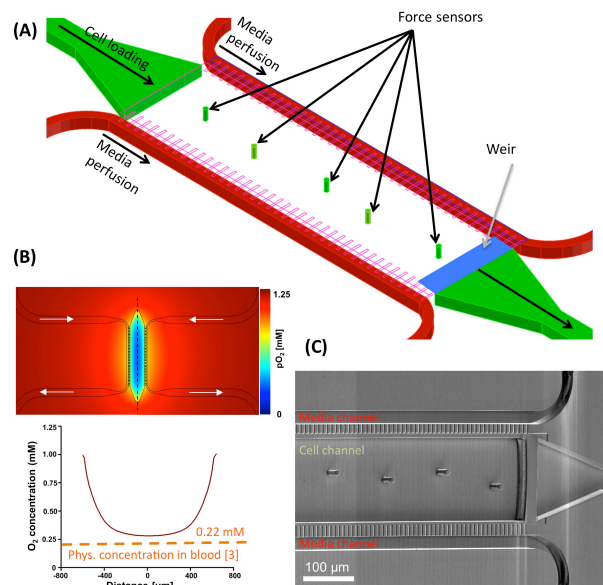 (A)
Force sensors
Cell loading
Media
perfusion
Media
perfusion
Weir
(B)
1.25
pO₂ [mM]
0
(C)
Media channel
Cell channel
Media channel
100 µm
O₂ concentration (mM)
1.25
1.00
0.75
0.50
0.25
0
0.22 mM
Phys. concentration in blood [3]
-800
-400
0
400
800
Distance [µm]